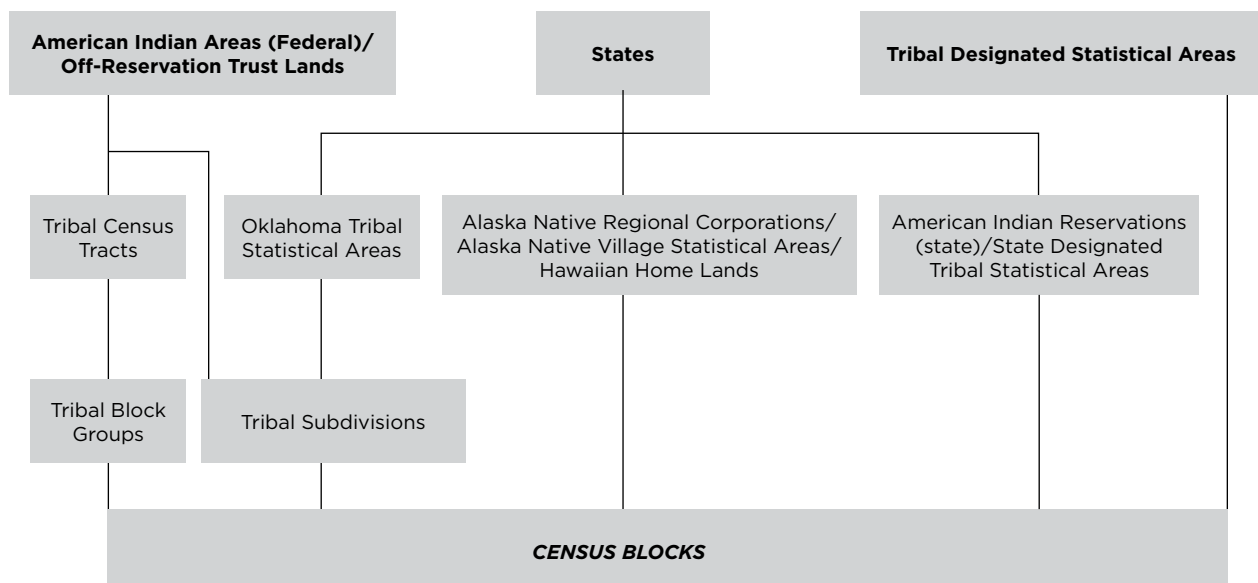 American Indian Areas (Federal)/
Off-Reservation Trust Lands
States
Tribal Designated Statistical Areas
Tribal Census
Tracts
Oklahoma Tribal
Statistical Areas
Alaska Native Regional Corporations/
Alaska Native Village Statistical Areas/
Hawaiian Home Lands
American Indian Reservations
(state)/State Designated
Tribal Statistical Areas
Tribal Block
Groups
Tribal Subdivisions
CENSUS BLOCKS